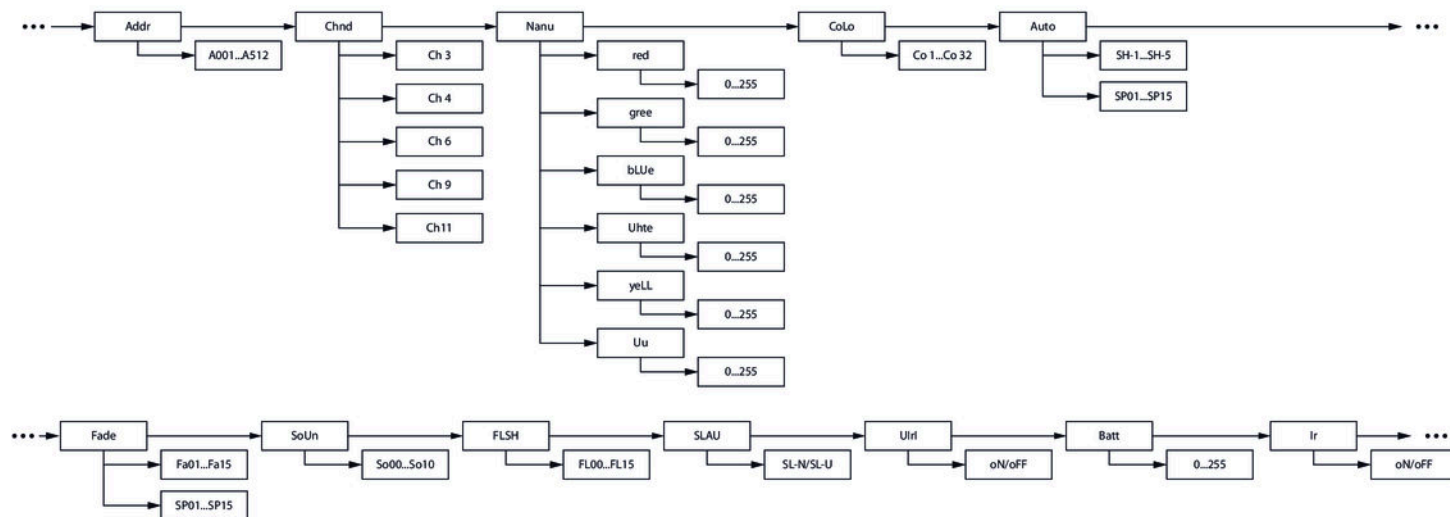 ••• Addr Chnd Nanu CoLo Auto •••
A001...A512 Ch 3 red Co 1...Co 32 SH-1...SH-5
0...255
Ch 4 gree SP01...SP15
0...255
Ch 6
bLUe
Ch 9 0...255
Ch11 Uhte
0...255
yeLL
0...255
Uu
0...255
••• Fade SoUn FLSH SLAU UIrl Batt Ir •••
Fa01...Fa15 So00...So10 FL00...FL15 SL-N/SL-U oN/oFF 0...255 oN/oFF
SP01...SP15